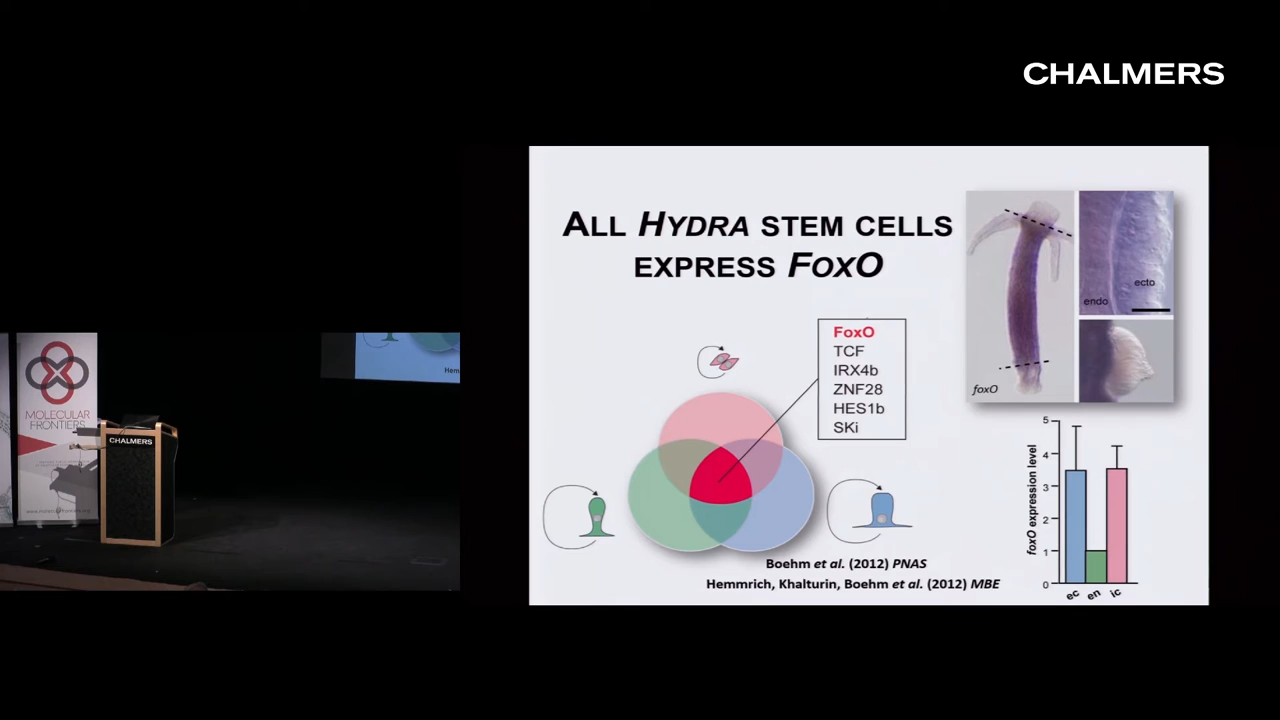 CHALMERS
ALL HYDRA STEM CELLS
EXPRESS FOXO
FoxO
TCF
IRX4b
ZNF28
HES1b
SKi
endo
ecto
foxO
5
4
3
2
1
0
foxO expression level
ec
en
ic
Boehm et al. (2012) PNAS
Hemmrich, Khalturin, Boehm et al. (2012) MBE
MOLECULAR
FRONTIERS
CHALMERS
Hem